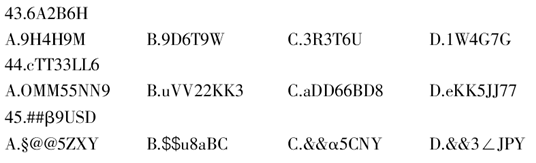 43.6A2B6H
A.9H4H9M B.9D6T9W C.3R3T6U D.1W4G7G
44.cTT33LL6
A.OMM55NN9 B.uVV22KK3 C.aDD66BD8 D.eKK5JJ77
45.##β9USD
A.§@@5ZXY B.$$u8aBC C.&&α5CNY D.&&3∠JPY